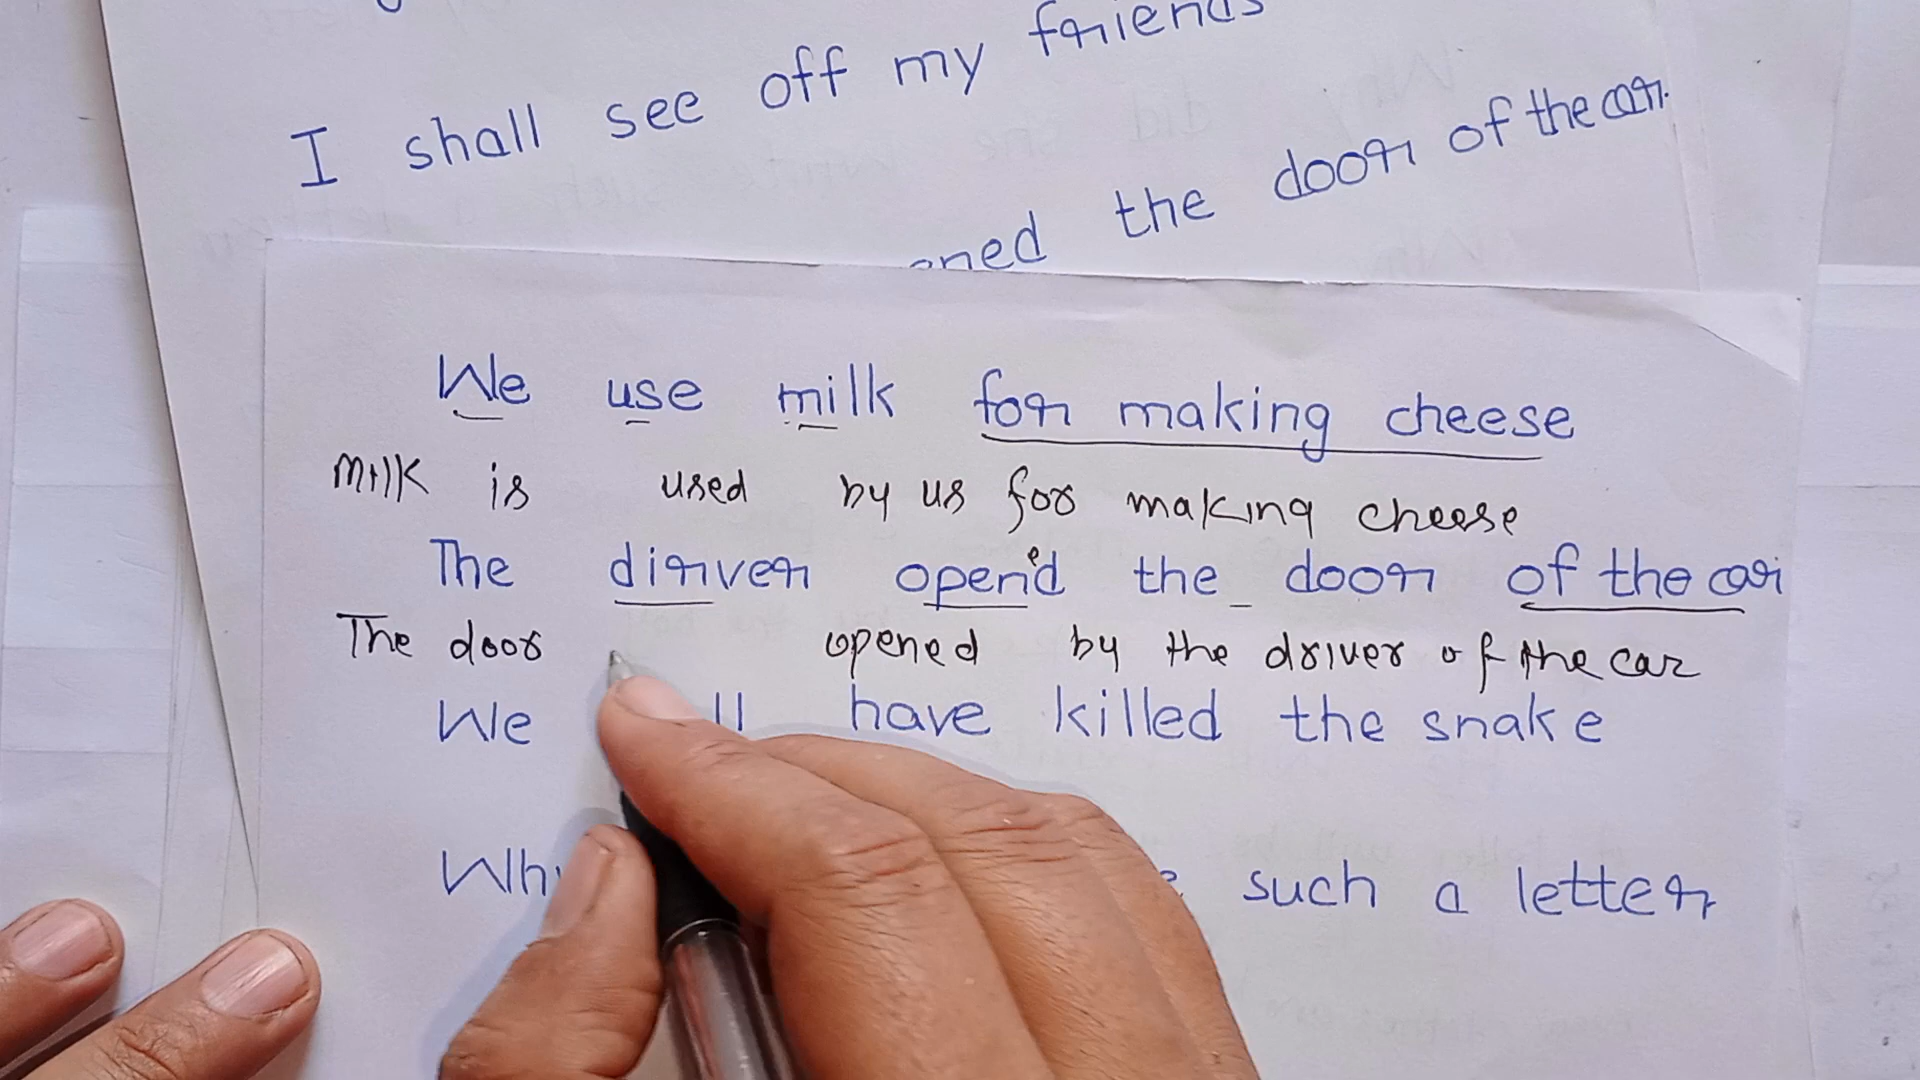 I shall see off my friends
the door of the car.
We use milk for making cheese
Milk is used by us for making cheese
The dirver open'd the door of the car
The door opened by the driver of the car
We have killed the snake
such a letter